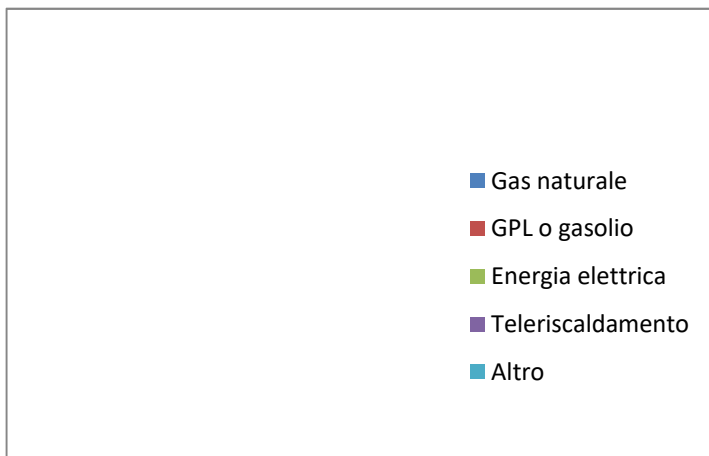 Gas naturale
GPL o gasolio
Energia elettrica
Teleriscaldamento
Altro